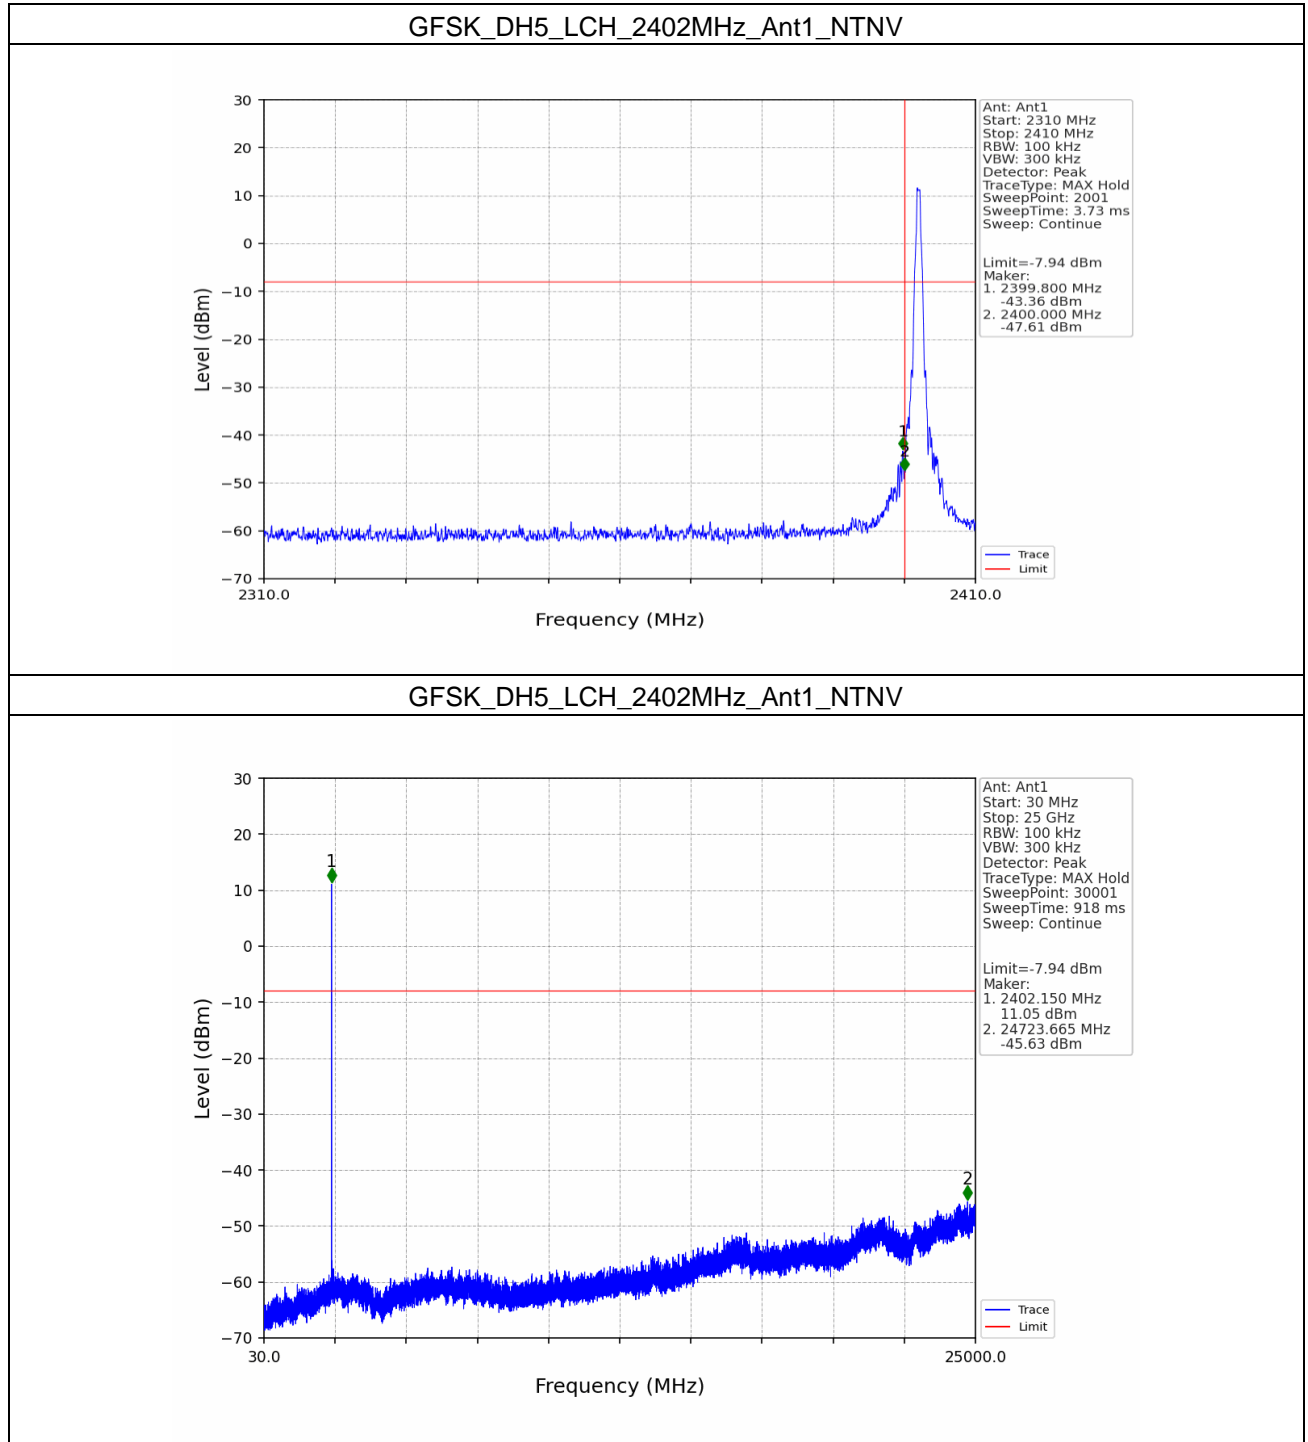 GFSK_DH5_LCH_2402MHz_Ant1_NTNV
30
20
10
0
−10
−20
−30
−40
−50
−60
−70
Level (dBm)
2310.0
2410.0
Frequency (MHz)
1
2
Ant: Ant1
Start: 2310 MHz
Stop: 2410 MHz
RBW: 100 kHz
VBW: 300 kHz
Detector: Peak
TraceType: MAX Hold
SweepPoint: 2001
SweepTime: 3.73 ms
Sweep: Continue
Limit=-7.94 dBm
Maker:
1. 2399.800 MHz
-43.36 dBm
2. 2400.000 MHz
-47.61 dBm
Trace
Limit
GFSK_DH5_LCH_2402MHz_Ant1_NTNV
30
20
10
0
−10
−20
−30
−40
−50
−60
−70
Level (dBm)
30.0
25000.0
Frequency (MHz)
1
2
Ant: Ant1
Start: 30 MHz
Stop: 25 GHz
RBW: 100 kHz
VBW: 300 kHz
Detector: Peak
TraceType: MAX Hold
SweepPoint: 30001
SweepTime: 918 ms
Sweep: Continue
Limit=-7.94 dBm
Maker:
1. 2402.150 MHz
11.05 dBm
2. 24723.665 MHz
-45.63 dBm
Trace
Limit